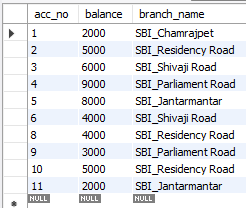 acc_no balance branch_name
1 2000 SBI_Chamrajpet
2 5000 SBI_Residency Road
3 6000 SBI_Shivaji Road
4 9000 SBI_Parliament Road
5 8000 SBI_Jantarmantar
6 4000 SBI_Shivaji Road
8 4000 SBI_Residency Road
9 3000 SBI_Parliament Road
10 5000 SBI_Residency Road
11 2000 SBI_Jantarmantar
NULL NULL NULL